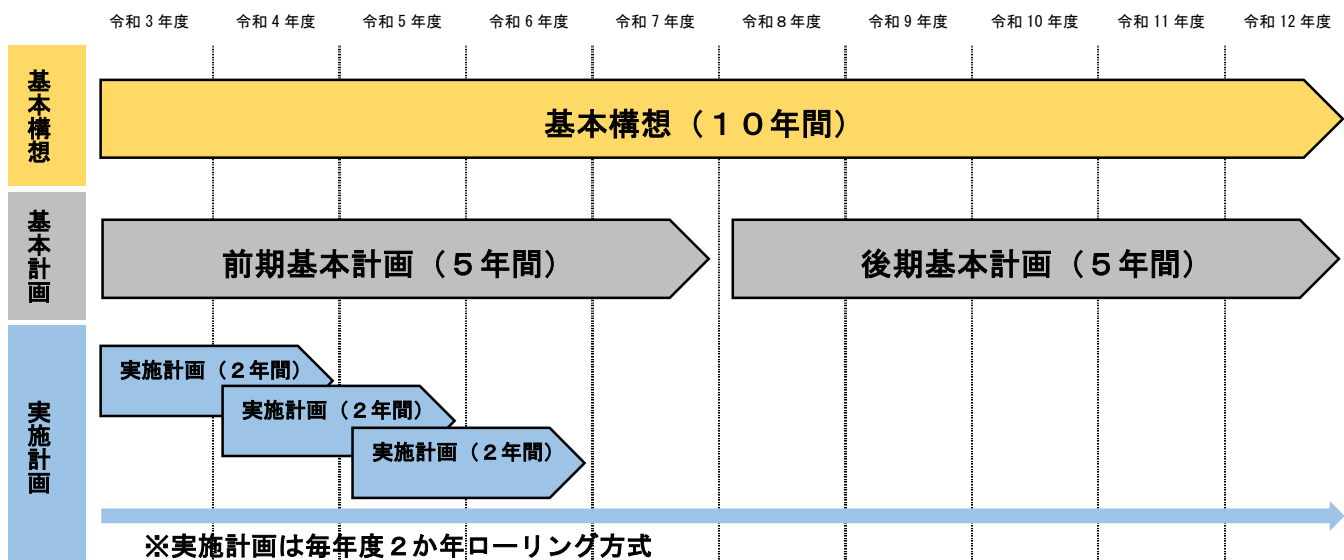 令和３年度 令和４年度 令和５年度 令和６年度 令和７年度 令和８年度 令和９年度 令和 10 年度 令和 11 年度 令和 12 年度
基本構想
基本構想（１０年間）
基本計画
前期基本計画（５年間） 後期基本計画（５年間）
実施計画
実施計画（２年間）
実施計画（２年間）
実施計画（２年間）
※実施計画は毎年度２か年ローリング方式